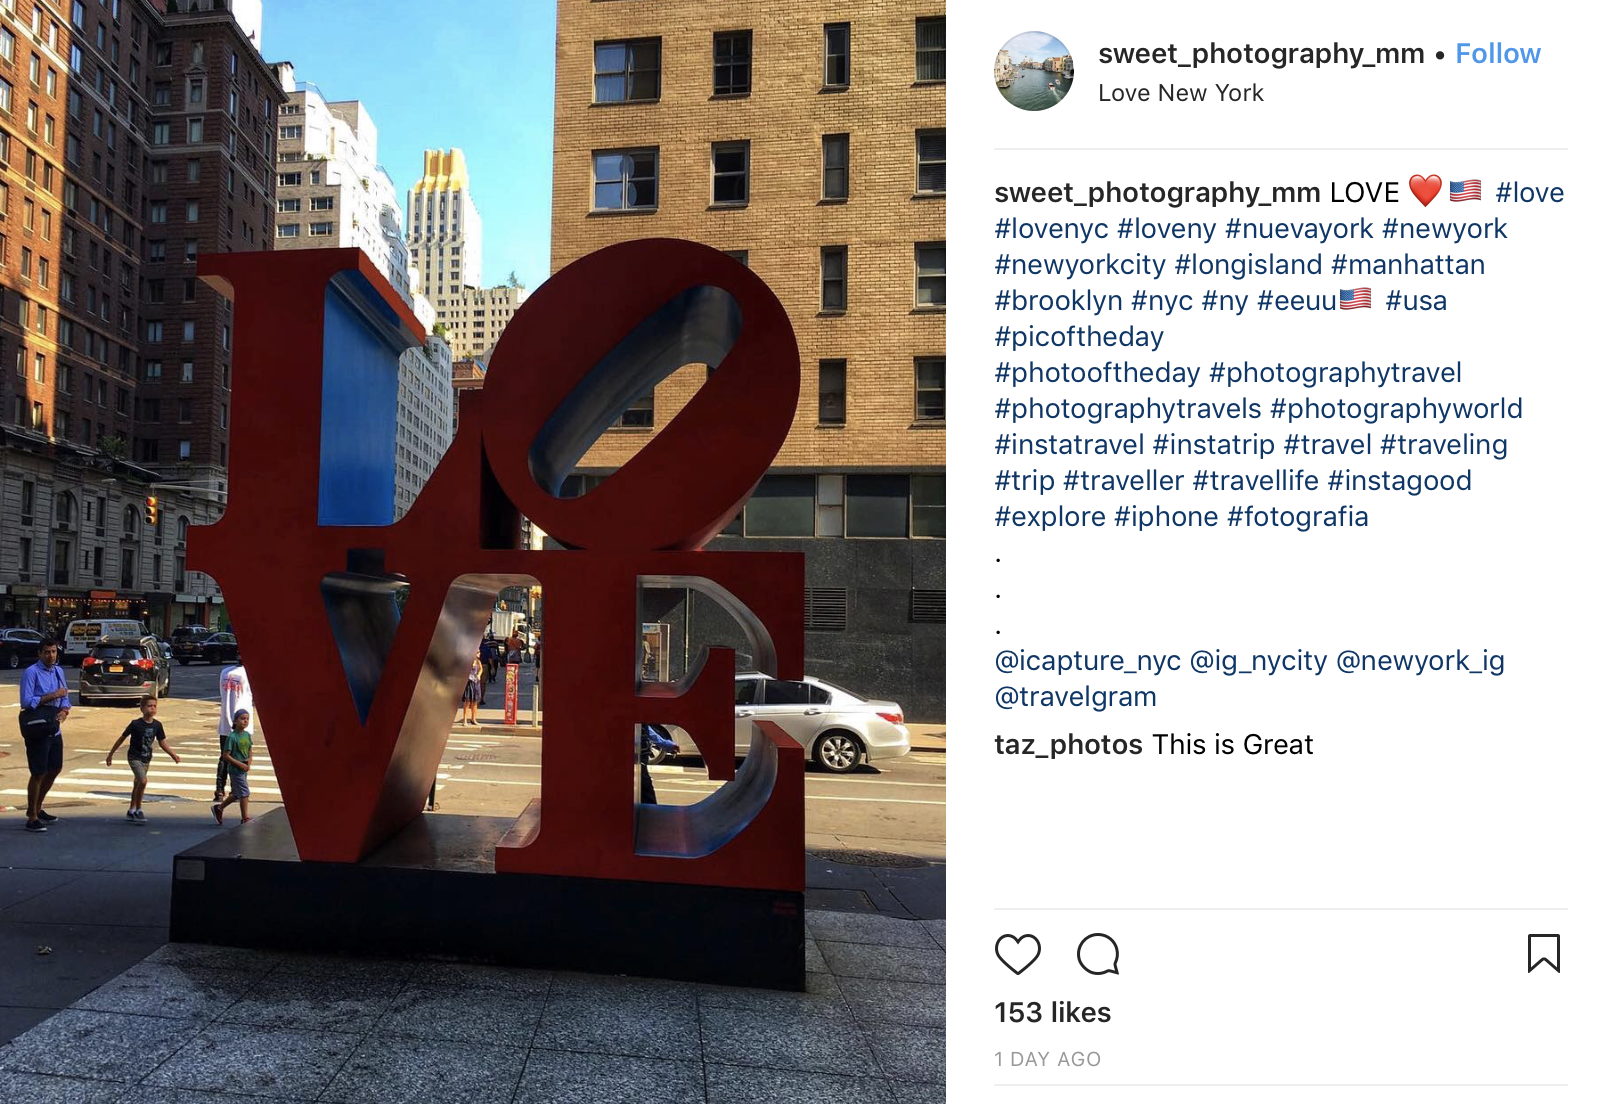 LO
VE
sweet_photography_mm • Follow
Love New York
sweet_photography_mm LOVE ❤️🇺🇸 #love
#lovenyc #loveny #nuevayork #newyork
#newyorkcity #longisland #manhattan
#brooklyn #nyc #ny #eeuu🇺🇸 #usa
#picoftheday
#photooftheday #photographytravel
#photographytravels #photographyworld
#instatravel #instatrip #travel #traveling
#trip #traveller #travellife #instagood
#explore #iphone #fotografia
.
.
.
@icapture_nyc @ig_nycity @newyork_ig
@travelgram
taz_photos This is Great
153 likes
1 DAY AGO